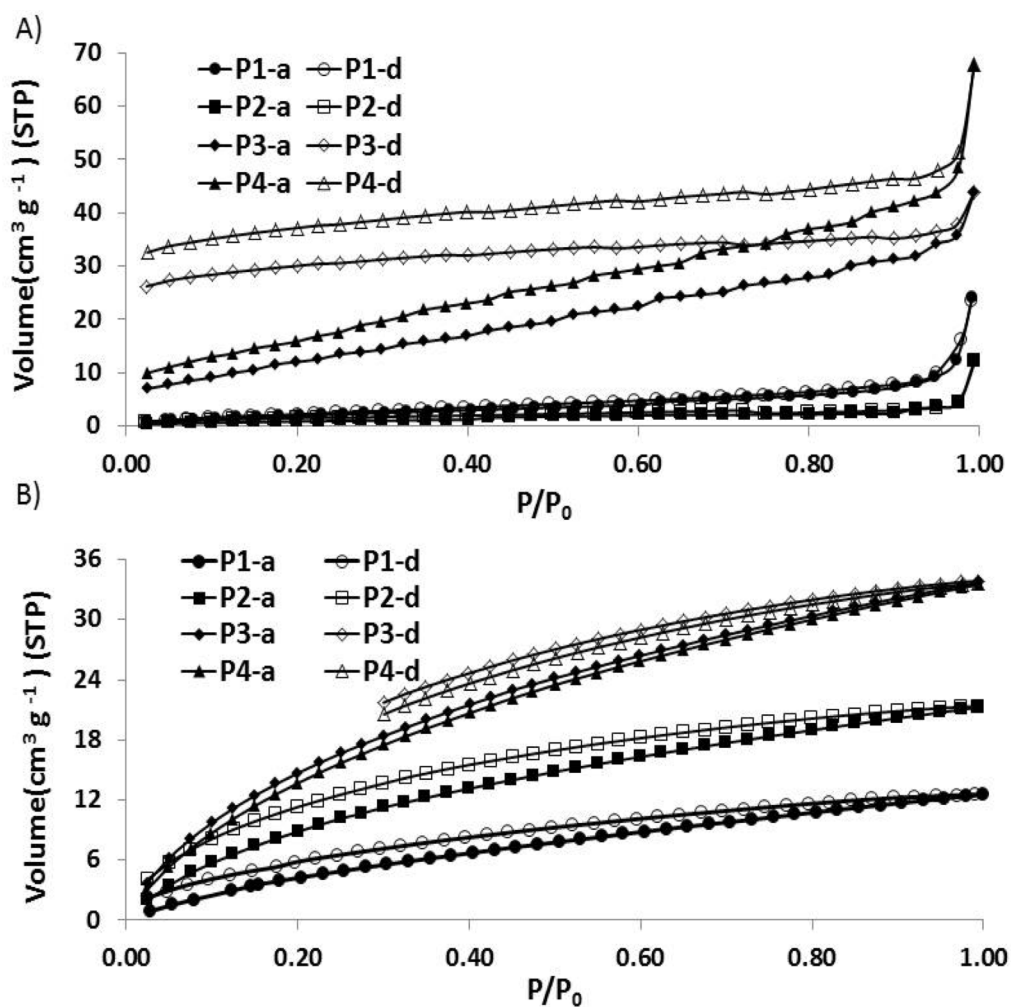 A)
Volume(cm³ g ⁻¹) (STP)
70
60
50
40
30
20
10
0
P1-a P1-d
P2-a P2-d
P3-a P3-d
P4-a P4-d
0.00 0.20 0.40 0.60 0.80 1.00
P/P₀
B)
Volume(cm³ g ⁻¹) (STP)
36
30
24
18
12
6
0
P1-a P1-d
P2-a P2-d
P3-a P3-d
P4-a P4-d
0.00 0.20 0.40 0.60 0.80 1.00
P/P₀